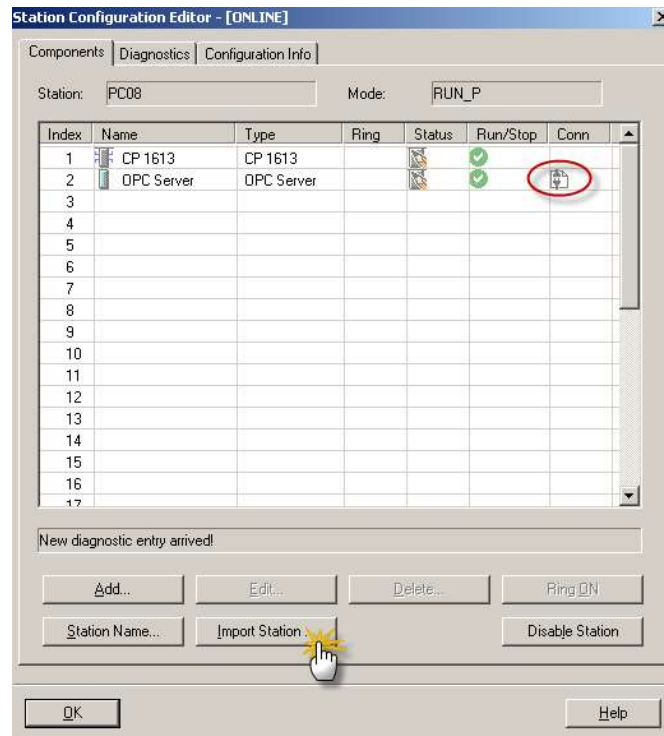 Station Configuration Editor - [ONLINE]
Components Diagnostics Configuration Info
Station: PC08 Mode: RUN_P
Index Name Type Ring Status Run/Stop Conn
1 CP 1613 CP 1613
2 OPC Server OPC Server
3
4
5
6
7
8
9
10
11
12
13
14
15
16
17
New diagnostic entry arrived!
Add... Edit... Delete... Ring ON
Station Name... Import Station ... Disable Station
OK Help